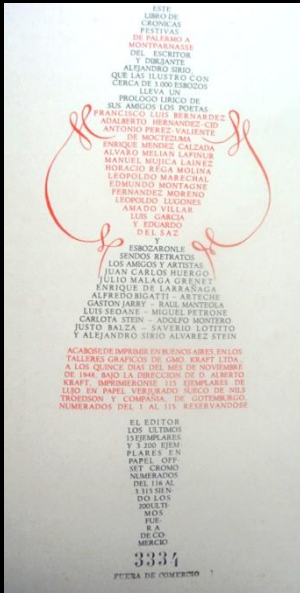 ESTE
LIBRO DE
CRONICAS
FESTIVAS
DE PALERMO A
MONTPARNASSE
DEL ESCRITOR
Y DIBUJANTE
ALEJANDRO SIRIO,
QUE LAS ILUSTRO CON
CERCA DE 3.000 ESBOZOS
LLEVA UN
PROLOGO LIRICO DE
SUS AMIGOS LOS POETAS
FRANCISCO LUIS BERNARDEZ
ADALBERTO HERNANDEZ-CID
ANTONIO PEREZ-VALIENTE
DE MOCTEZUMA
ENRIQUE MENDEZ CALZADA
ALVARO MELIAN LAFINUR
MANUEL MUJICA LAINEZ
HORACIO REGA MOLINA
LEOPOLDO MARECHAL
EDMUNDO MONTAGNE
FERNANDEZ MORENO
LEOPOLDO LUGONES
AMADO VILLAR
LUIS GARCIA
Y EDUARDO
DEL SAZ
Y
ESBOZARONLE
SENDOS RETRATOS
LOS AMIGOS Y ARTISTAS
JUAN CARLOS HUERGO
JULIO MALAGA GRENET
ENRIQUE DE LARRAÑAGA
ALFREDO BIGATTI - ARTECHE
GASTON JARRY - RAUL MANTEOLA
LUIS SEOANE - MIGUEL PETRONE
CARLOTA STEIN - ADOLFO MONTERO
JUSTO BALZA - SAVERIO LOTITTO
Y ALEJANDRO SIRIO ALVAREZ STEIN
ACABOSE DE IMPRIMIR EN BUENOS AIRES, EN LOS
TALLERES GRAFICOS DE GMO. KRAFT LTDA.,
A LOS QUINCE DIAS DEL MES DE NOVIEMBRE
DE 1948, BAJO LA DIRECCION DE D. ALBERTO
KRAFT. IMPRIMIERONSE 115 EJEMPLARES DE
LUJO EN PAPEL VERJURADO SUECO DE NILS
TRÖEDSON Y COMPAÑIA, DE GOTEMBURGO,
NUMERADOS DEL 1 AL 115, RESERVANDOSE
EL EDITOR
LOS ULTIMOS
15 EJEMPLARES
Y 3 200 EJEM
PLARES EN
PAPEL OFF-
SET CROMO
NUMERADOS
DEL 116 AL
3 315 SIEN-
DO LOS
200 ULTI-
MOS
FUE-
R A
DE CO
MERCIO
3334
FUERA DE COMERCIO